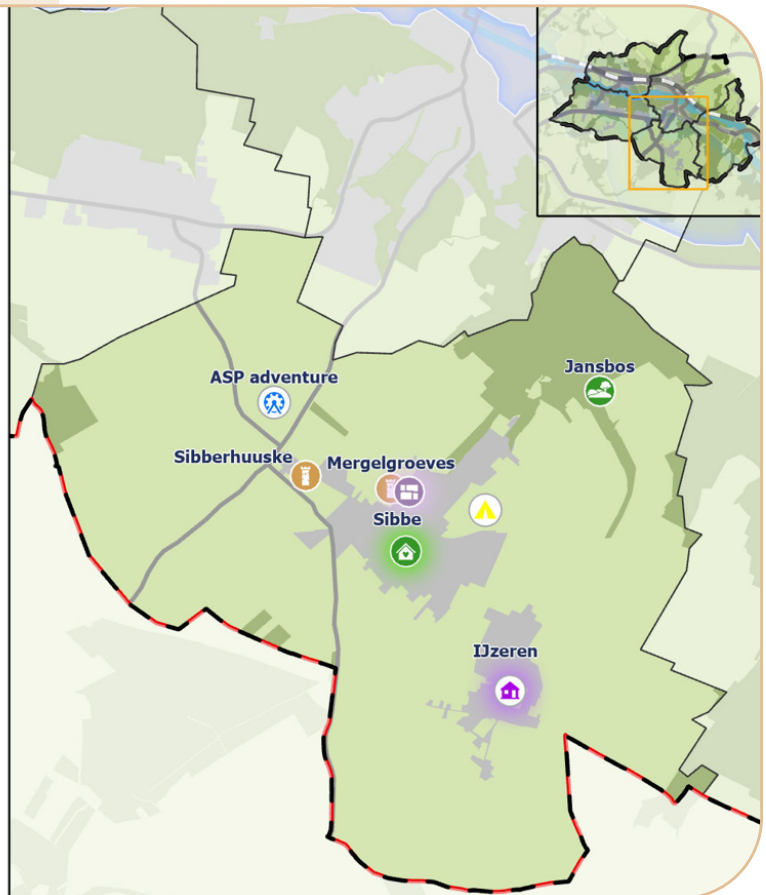 Jansbos
ASP adventure
Sibberhuuske
Mergelgroeves
Sibbe
IJzeren